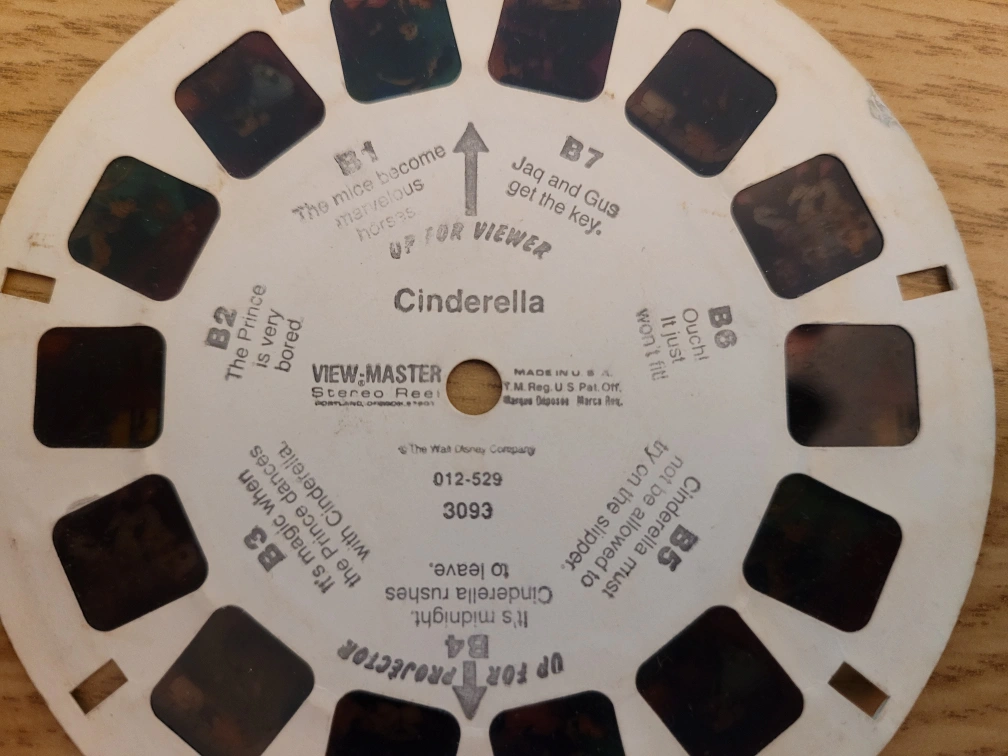 B1
The mice become
marvelous
horses.
B7
Jaq and Gus
get the key.
UP FOR VIEWER
Cinderella
B2
The Prince
is very
bored.
B6
Ouch!
It just
won't fit!
VIEW-MASTER
Stereo Reel
PORTLAND, OREGON
MADE IN U S A.
T.M. Reg. U S Pat. Off.
Marque Déposée Marca Reg.
© The Walt Disney Company
012-529
3093
B3
It's magic when
the Prince dances
with Cinderella.
B4
It's midnight.
Cinderella rushes
to leave.
B5
Cinderella must
not be allowed to
try on the slipper.
UP FOR PROJECTOR